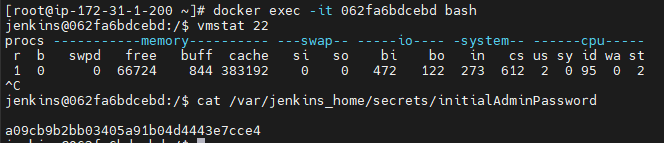 [root@ip-172-31-1-200 ~]# docker exec -it 062fa6bdcebd bash
jenkins@062fa6bdcebd:/$ vmstat 22
procs -----------memory---------- ---swap-- -----io---- -system-- ------cpu-----
 r  b   swpd   free   buff  cache   si   so    bi    bo   in   cs us sy id wa st
 1  0      0  66724    844 383192    0    0   472   122  273  612  2  0 95  0  2
^C
jenkins@062fa6bdcebd:/$ cat /var/jenkins_home/secrets/initialAdminPassword
a09cb9b2bb03405a91b04d4443e7cce4